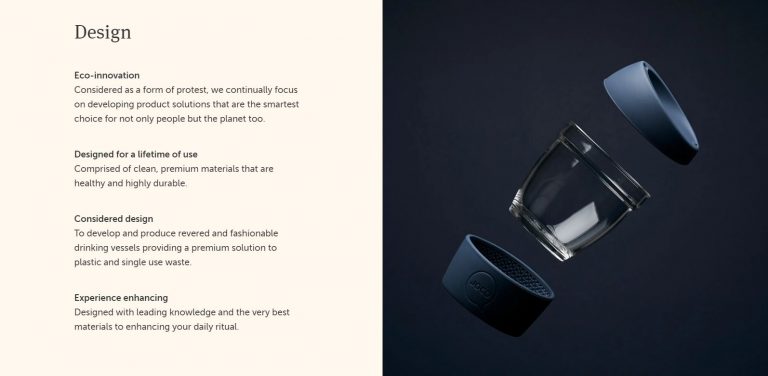 Design
Eco-innovation
Considered as a form of protest, we continually focus
on developing product solutions that are the smartest
choice for not only people but the planet too.
Designed for a lifetime of use
Comprised of clean, premium materials that are
healthy and highly durable.
Considered design
To develop and produce revered and fashionable
drinking vessels providing a premium solution to
plastic and single use waste.
Experience enhancing
Designed with leading knowledge and the very best
materials to enhancing your daily ritual.
JOCO